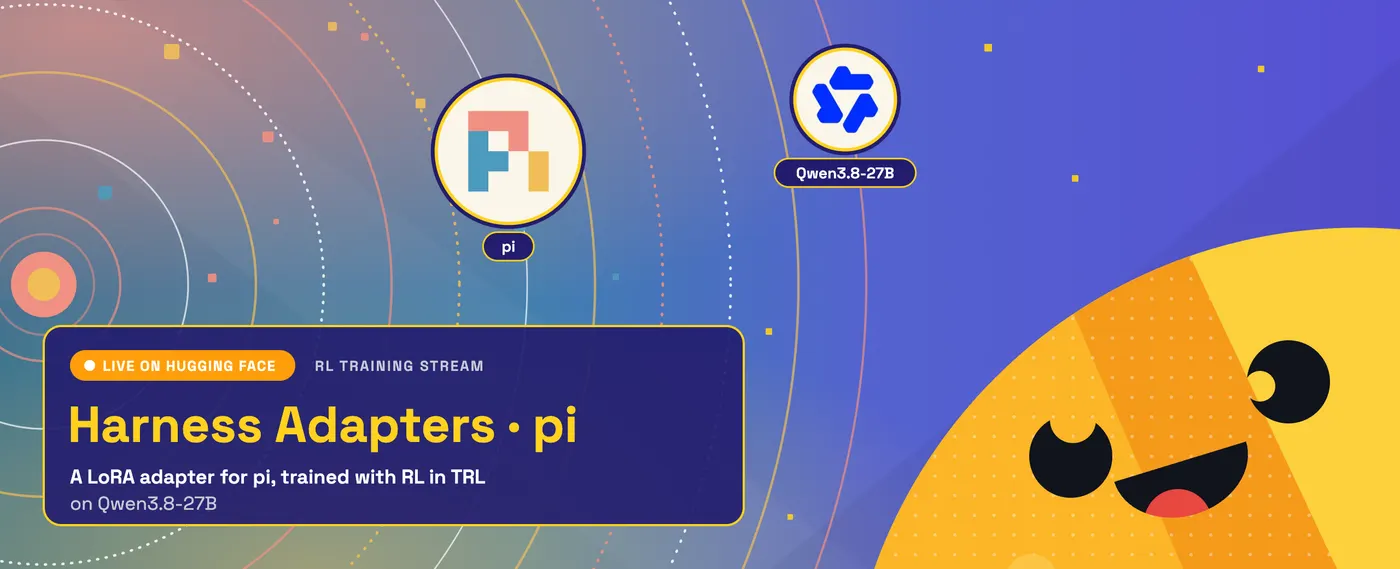 pi
Qwen3.8-27B
LIVE ON HUGGING FACE
RL TRAINING STREAM
Harness Adapters · pi
A LoRA adapter for pi, trained with RL in TRL
on Qwen3.8-27B